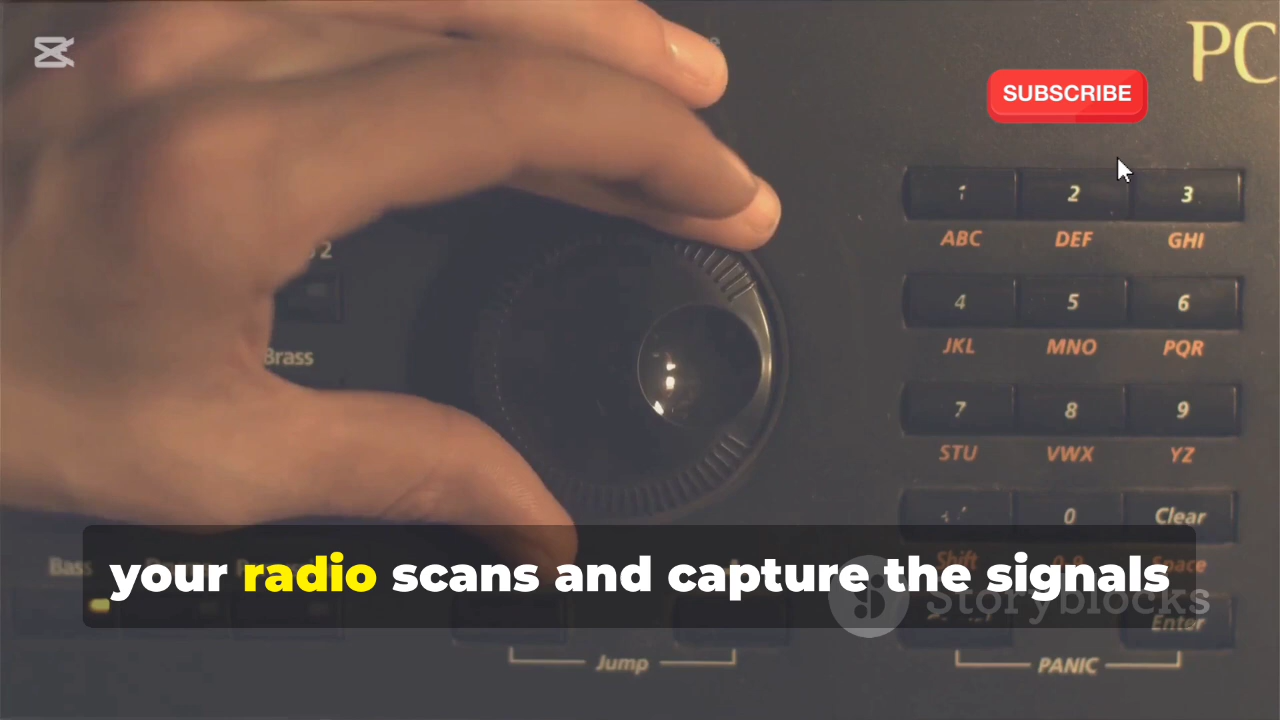 PC
SUBSCRIBE
1 2 3
ABC DEF GHI
2
4 5 6
JKL MNO PQR
Brass
7 8 9
STU VWX YZ
0 Clear
Shift 0-9 Space
Bass
your radio scans and capture the signals
Storyblocks
Enter
Jump
PANIC